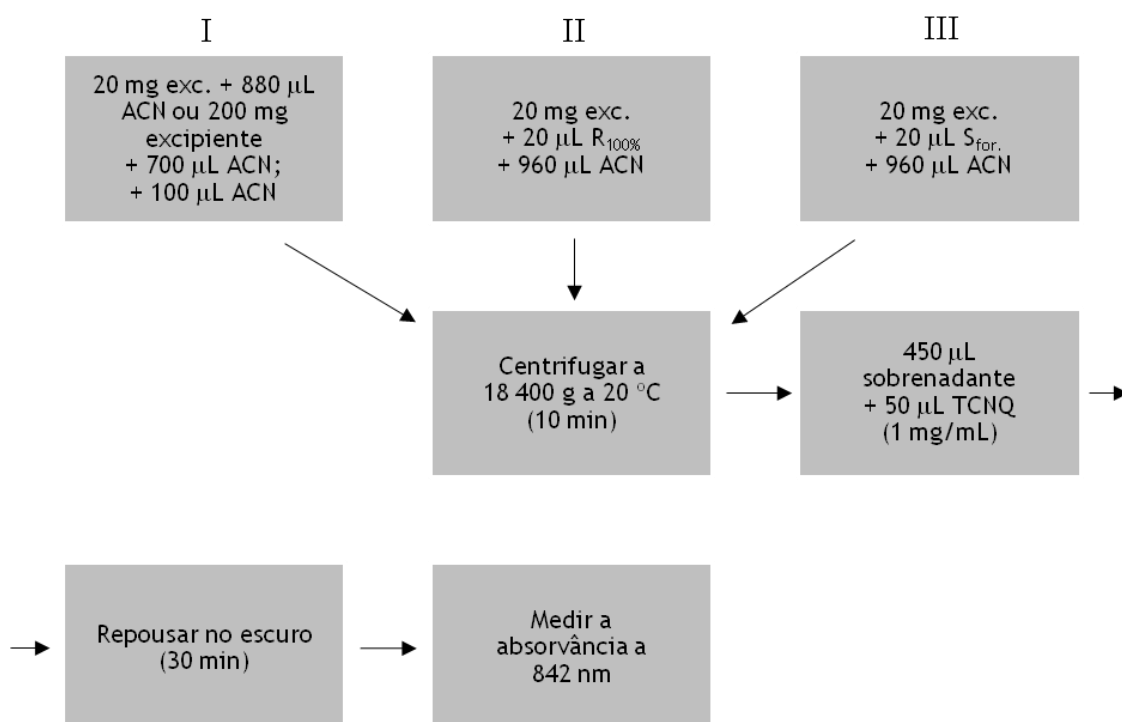 I
II
III
20 mg exc. + 880 μL
ACN ou 200 mg
excipiente
+ 700 μL ACN;
+ 100 μL ACN
20 mg exc.
+ 20 μL R100%
+ 960 μL ACN
20 mg exc.
+ 20 μL Sfor.
+ 960 μL ACN
Centrifugar a
18 400 g a 20 °C
(10 min)
450 μL
sobrenadante
+ 50 μL TCNQ
(1 mg/mL)
Repousar no escuro
(30 min)
Medir a
absorvância a
842 nm